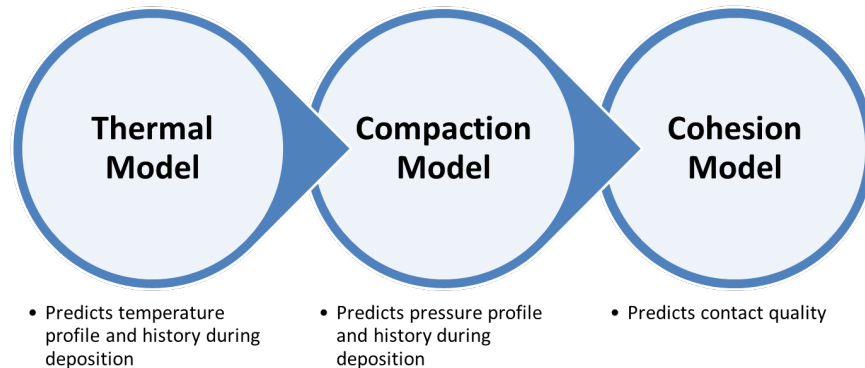 Thermal
Model
Compaction
Model
Cohesion
Model
• Predicts temperature
profile and history during
deposition
• Predicts pressure profile
and history during
deposition
• Predicts contact quality